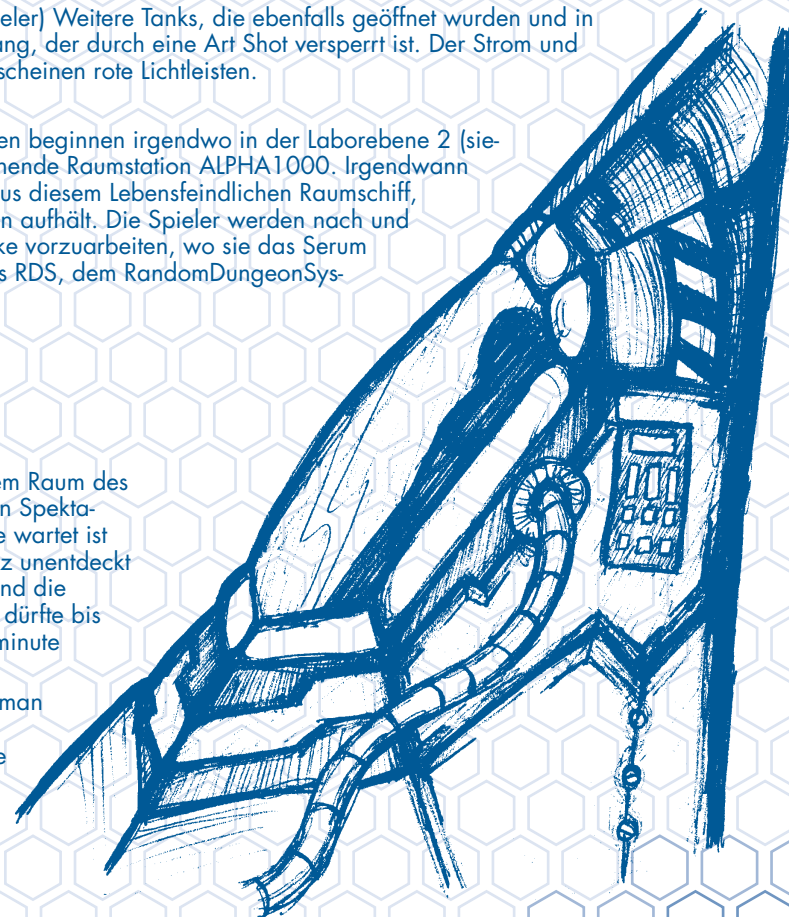 eler) Weitere Tanks, die ebenfalls geöffnet wurden und in
ang, der durch eine Art Shot versperrt ist. Der Strom und
scheinen rote Lichtleisten.
en beginnen irgendwo in der Laborebene 2 (sie-
nende Raumstation ALPHA1000. Irgendwann
us diesem Lebensfeindlichen Raumschiff,
en aufhält. Die Spieler werden nach und
ke vorzuarbeiten, wo sie das Serum
s RDS, dem RandomDungeonSys-
em Raum des
n Spekta-
e wartet ist
z unentdeckt
nd die
dürfte bis
minute
man
e